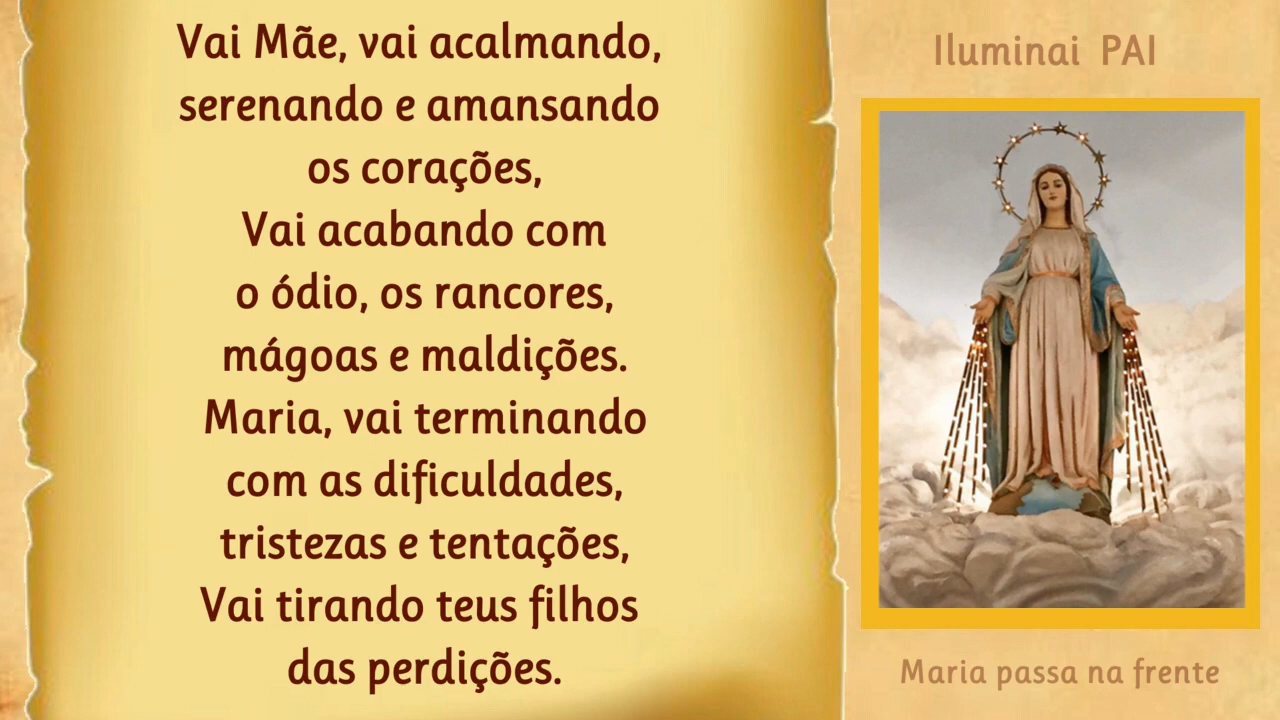 Vai Mãe, vai acalmando,
serenando e amansando
os corações,
Vai acabando com
o ódio, os rancores,
mágoas e maldições.
Maria, vai terminando
com as dificuldades,
tristezas e tentações,
Vai tirando teus filhos
das perdições.
Iluminai PAI
Maria passa na frente